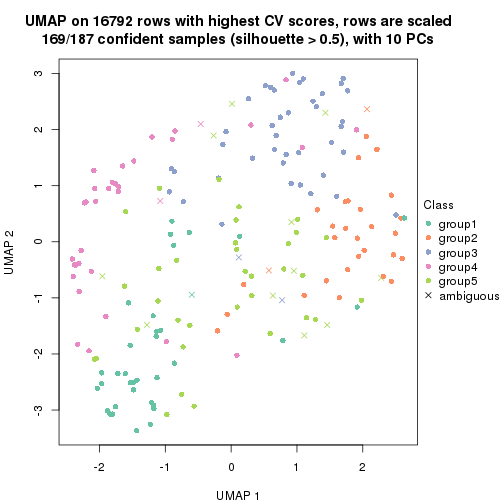 UMAP on 16792 rows with highest CV scores, rows are scaled
169/187 confident samples (silhouette > 0.5), with 10 PCs
3
2
1
0
-1
-2
-3
UMAP 2
-2
-1
0
1
2
UMAP 1
Class
group1
group2
group3
group4
group5
ambiguous